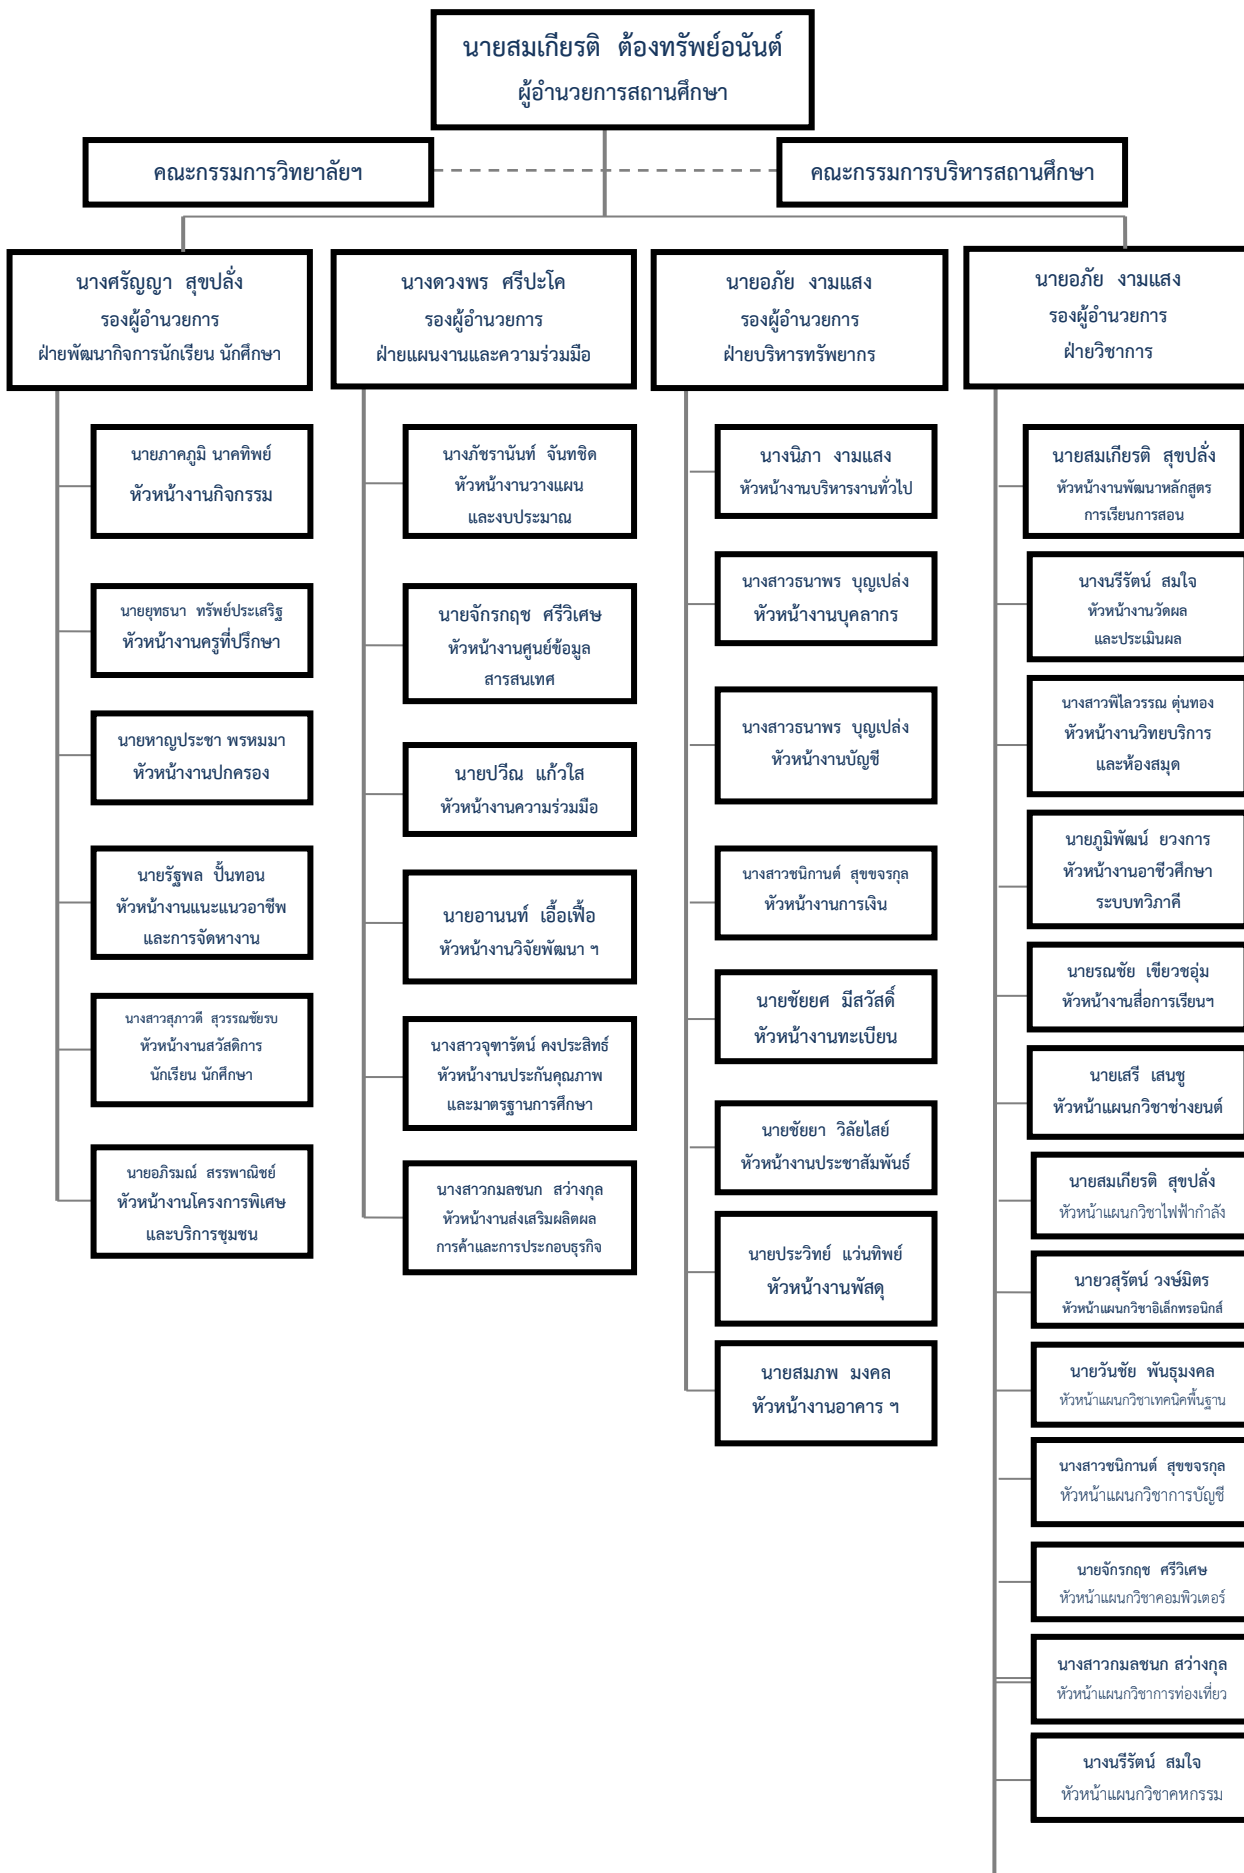 นายสมเกียรติ ต้องทรัพย์อนันต์
ผู้อำนวยการสถานศึกษา
คณะกรรมการวิทยาลัยฯ
คณะกรรมการบริหารสถานศึกษา
นางศรัญญา สุขปลั่ง
รองผู้อำนวยการ
ฝ่ายพัฒนากิจการนักเรียน นักศึกษา
นางดวงพร ศรีปะโค
รองผู้อำนวยการ
ฝ่ายแผนงานและความร่วมมือ
นายอภัย งามแสง
รองผู้อำนวยการ
ฝ่ายบริหารทรัพยากร
นายอภัย งามแสง
รองผู้อำนวยการ
ฝ่ายวิชาการ
นายภาคภูมิ นาคทิพย์
หัวหน้างานกิจกรรม
นายยุทธนา ทรัพย์ประเสริฐ
หัวหน้างานครูที่ปรึกษา
นายหาญประชา พรหมมา
หัวหน้างานปกครอง
นายรัฐพล ปั้นทอน
หัวหน้างานแนะแนวอาชีพ
และการจัดหางาน
นางสาวสุภาวดี สุวรรณชัยรบ
หัวหน้างานสวัสดิการ
นักเรียน นักศึกษา
นายอภิรมณ์ สรรพาณิชย์
หัวหน้างานโครงการพิเศษ
และบริการชุมชน
นางภัชรานันท์ จันทชิด
หัวหน้างานวางแผน
และงบประมาณ
นายจักรกฤช ศรีวิเศษ
หัวหน้างานศูนย์ข้อมูล
สารสนเทศ
นายปวีณ แก้วใส
หัวหน้างานความร่วมมือ
นายอานนท์ เอื้อเฟื้อ
หัวหน้างานวิจัยพัฒนา ฯ
นางสาวจุฑารัตน์ คงประสิทธ์
หัวหน้างานประกันคุณภาพ
และมาตรฐานการศึกษา
นางสาวกมลชนก สว่างกุล
หัวหน้างานส่งเสริมผลิตผล
การค้าและการประกอบธุรกิจ
นางนิภา งามแสง
หัวหน้างานบริหารงานทั่วไป
นางสาวธนาพร บุญเปล่ง
หัวหน้างานบุคลากร
นางสาวธนาพร บุญเปล่ง
หัวหน้างานบัญชี
นางสาวชนิกานต์ สุขขจรกุล
หัวหน้างานการเงิน
นายชัยยศ มีสวัสดิ์
หัวหน้างานทะเบียน
นายชัยยา วิลัยไสย์
หัวหน้างานประชาสัมพันธ์
นายประวิทย์ แว่นทิพย์
หัวหน้างานพัสดุ
นายสมภพ มงคล
หัวหน้างานอาคาร ฯ
นายสมเกียรติ สุขปลั่ง
หัวหน้างานพัฒนาหลักสูตร
การเรียนการสอน
นางนรีรัตน์ สมใจ
หัวหน้างานวัดผล
และประเมินผล
นางสาวพิไลวรรณ ตุ่นทอง
หัวหน้างานวิทยบริการ
และห้องสมุด
นายภูมิพัฒน์ ยวงการ
หัวหน้างานอาชีวศึกษา
ระบบทวิภาคี
นายรณชัย เขียวชอุ่ม
หัวหน้างานสื่อการเรียนฯ
นายเสรี เสนชู
หัวหน้าแผนกวิชาช่างยนต์
นายสมเกียรติ สุขปลั่ง
หัวหน้าแผนกวิชาไฟฟ้ากำลัง
นายวสุรัตน์ วงษ์มิตร
หัวหน้าแผนกวิชาอิเล็กทรอนิกส์
นายวันชัย พันธุมงคล
หัวหน้าแผนกวิชาเทคนิคพื้นฐาน
นางสาวชนิกานต์ สุขขจรกุล
หัวหน้าแผนกวิชาการบัญชี
นายจักรกฤช ศรีวิเศษ
หัวหน้าแผนกวิชาคอมพิวเตอร์
นางสาวกมลชนก สว่างกุล
หัวหน้าแผนกวิชาการท่องเที่ยว
นางนรีรัตน์ สมใจ
หัวหน้าแผนกวิชาคหกรรม